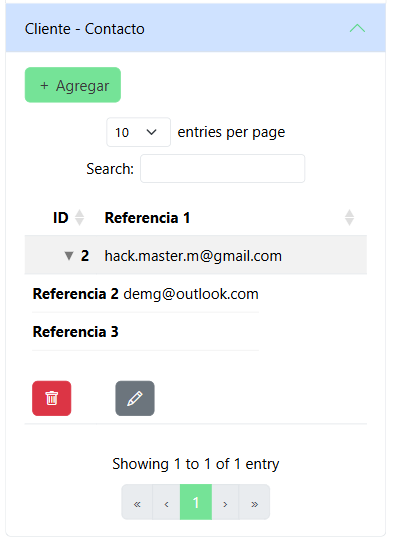 Cliente - Contacto
+ Agregar
10 entries per page
Search:
ID Referencia 1
▼ 2 hack.master.m@gmail.com
Referencia 2 demg@outlook.com
Referencia 3
Showing 1 to 1 of 1 entry
« ‹ 1 › »